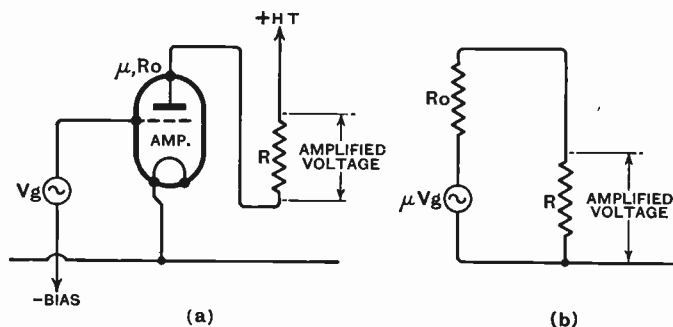 +HT
μ, Ro
AMP.
R
AMPLIFIED
VOLTAGE
Vg
-BIAS
(a)
Ro
μVg
R
AMPLIFIED
VOLTAGE
(b)